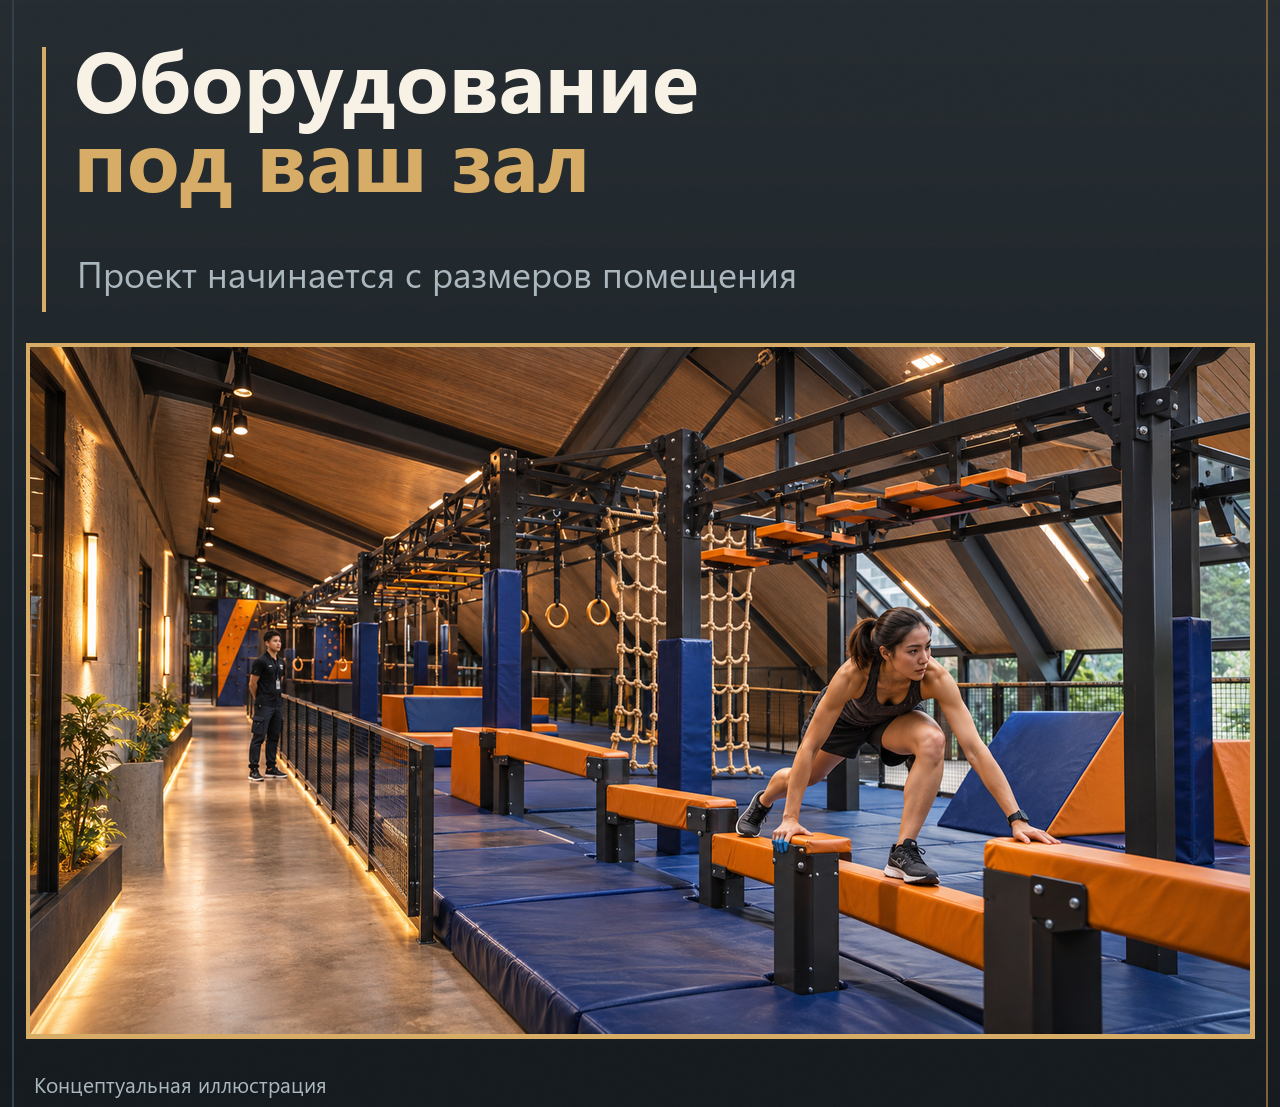 Оборудование
под ваш зал
Проект начинается с размеров помещения
Концептуальная иллюстрация